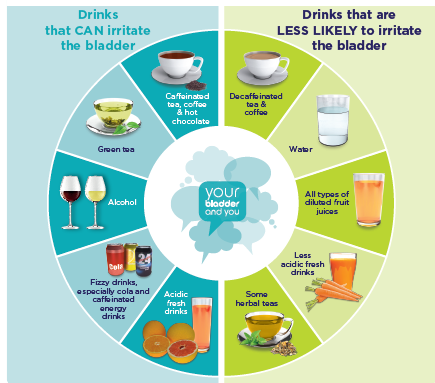 Drinks
that CAN irritate
the bladder
Drinks that are
LESS LIKELY to irritate
the bladder
Caffeinated
tea, coffee
& hot
chocolate
Green tea
Alcohol
Fizzy drinks,
especially cola and
caffeinated
energy
drinks
Cola
24
Acidic
fresh
drinks
Decaffeinated
tea &
coffee
Water
All types of
diluted fruit
juices
Less
acidic fresh
drinks
Some
herbal teas
your
bladder
and you